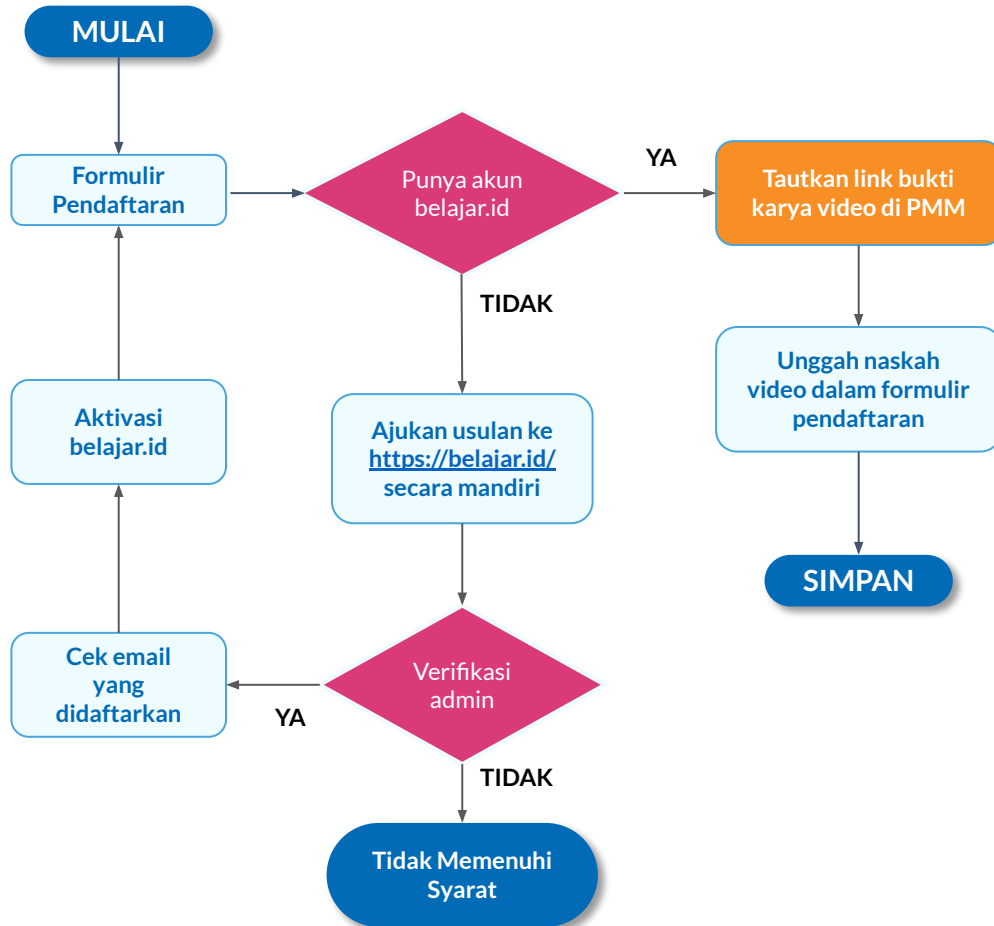 MULAI
Formulir
Pendaftaran
Punya akun
belajar.id
YA
Tautkan link bukti
karya video di PMM
TIDAK
Unggah naskah
video dalam formulir
pendaftaran
Aktivasi
belajar.id
Ajukan usulan ke
https://belajar.id/
secara mandiri
SIMPAN
Cek email
yang
didaftarkan
Verifikasi
admin
YA
TIDAK
Tidak Memenuhi
Syarat